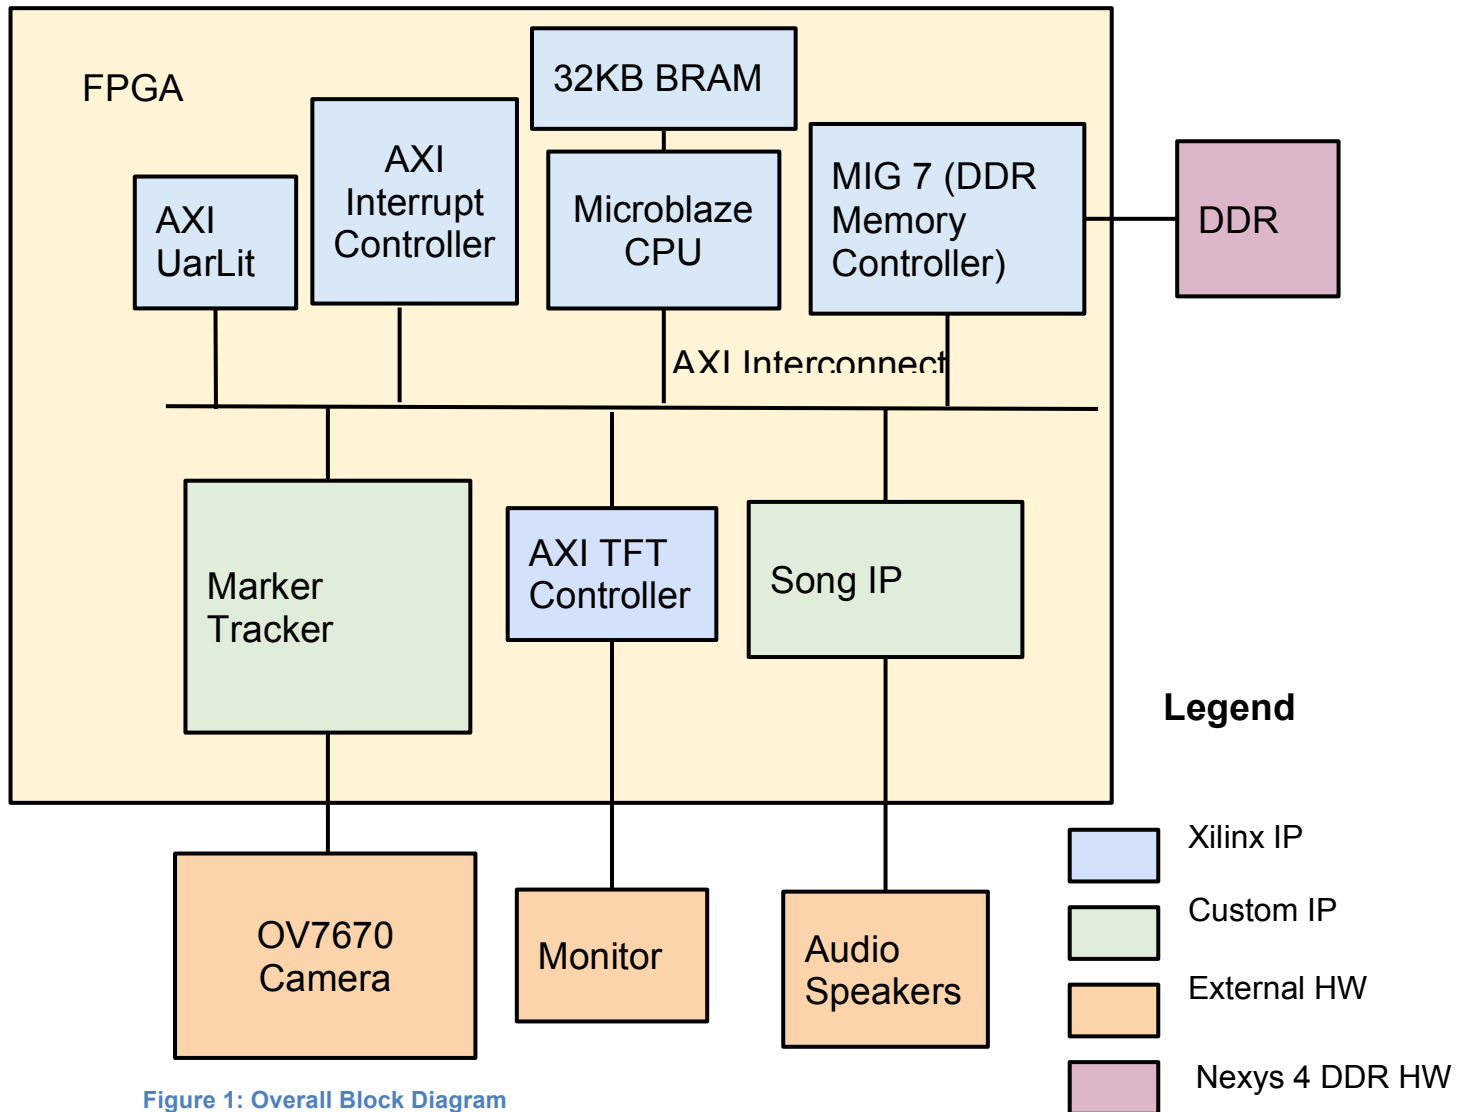 FPGA
32KB BRAM
AXI
Interrupt
Controller
AXI
UarLit
Microblaze
CPU
MIG 7 (DDR
Memory
Controller)
DDR
AXI Interconnect
Marker
Tracker
AXI TFT
Controller
Song IP
OV7670
Camera
Monitor
Audio
Speakers
Legend
Xilinx IP
Custom IP
External HW
Nexys 4 DDR HW
Figure 1: Overall Block Diagram